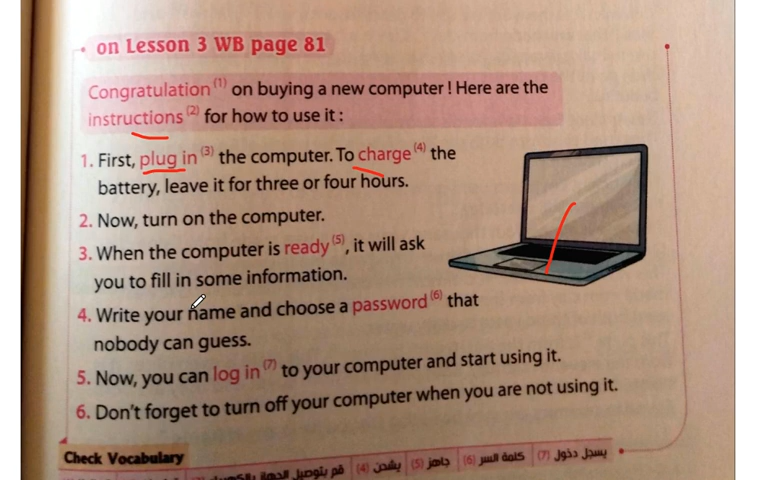 on Lesson 3 WB page 81
Congratulation (1) on buying a new computer! Here are the
instructions (2) for how to use it:
1. First, plug in (3) the computer. To charge (4) the
battery, leave it for three or four hours.
2. Now, turn on the computer.
3. When the computer is ready (5), it will ask
you to fill in some information.
4. Write your name and choose a password (6) that
nobody can guess.
5. Now, you can log in (7) to your computer and start using it.
6. Don't forget to turn off your computer when you are not using it.
Check Vocabulary
قم بتوصيل الجهاز بالكهرباء (4) يشحن (5) جاهز (6) كلمة السر (7) يسجل دخول